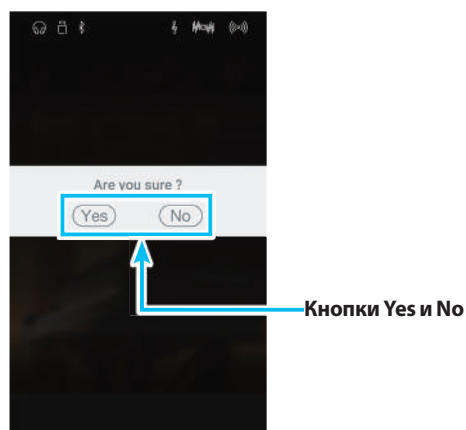 Are you sure ?
Yes No
Кнопки Yes и No